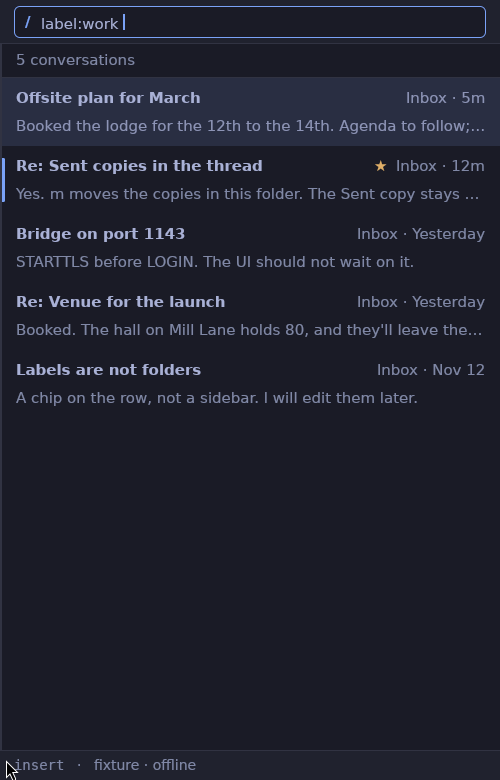 / label:work
5 conversations
Offsite plan for March Inbox · 5m
Booked the lodge for the 12th to the 14th. Agenda to follow;...
Re: Sent copies in the thread ★ Inbox · 12m
Yes. m moves the copies in this folder. The Sent copy stays ...
Bridge on port 1143 Inbox · Yesterday
STARTTLS before LOGIN. The UI should not wait on it.
Re: Venue for the launch Inbox · Yesterday
Booked. The hall on Mill Lane holds 80, and they'll leave the...
Labels are not folders Inbox · Nov 12
A chip on the row, not a sidebar. I will edit them later.
insert · fixture · offline